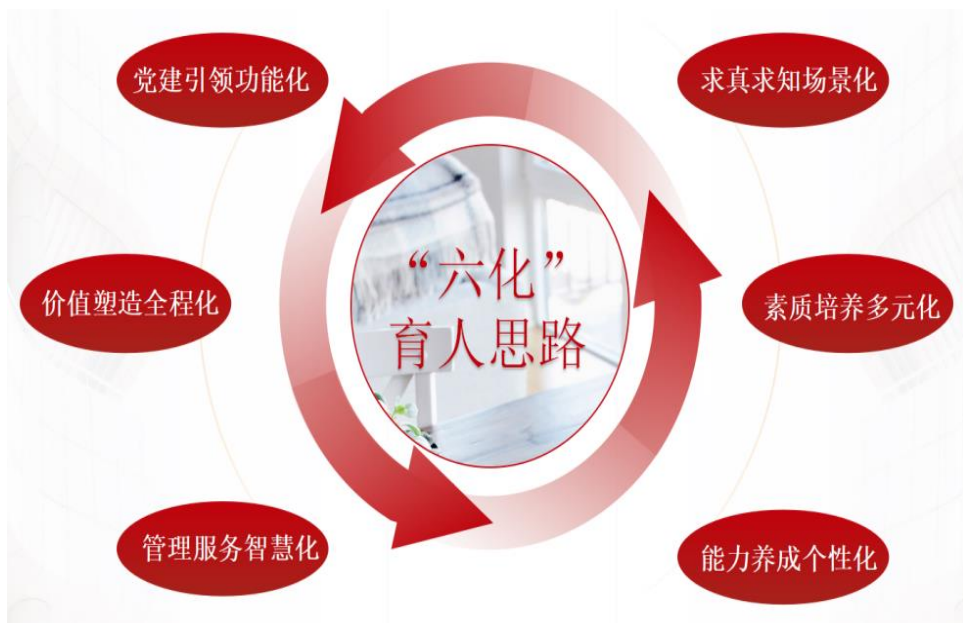 党建引领功能化
求真求知场景化
“六化”
育人思路
价值塑造全程化
素质培养多元化
管理服务智慧化
能力养成个性化